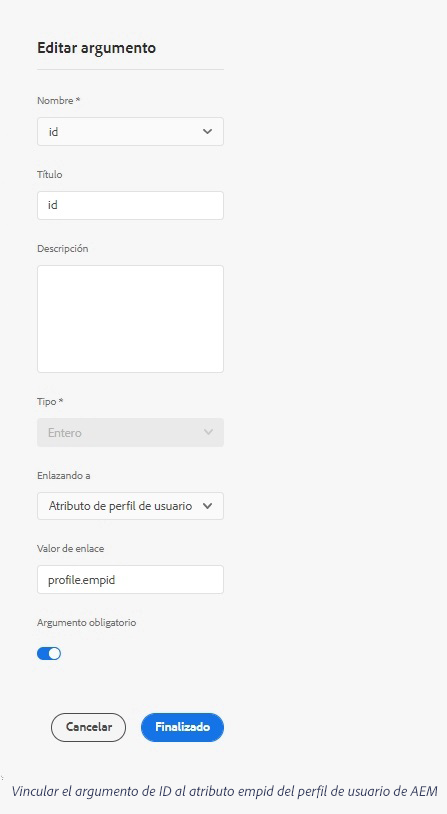 Editar argumento
Nombre *
id
Título
id
Descripción
Tipo *
Entero
Enlazando a
Atributo de perfil de usuario
Valor de enlace
profile.empid
Argumento obligatorio
Cancelar Finalizado
Vincular el argumento de ID al atributo empid del perfil de usuario de AEM